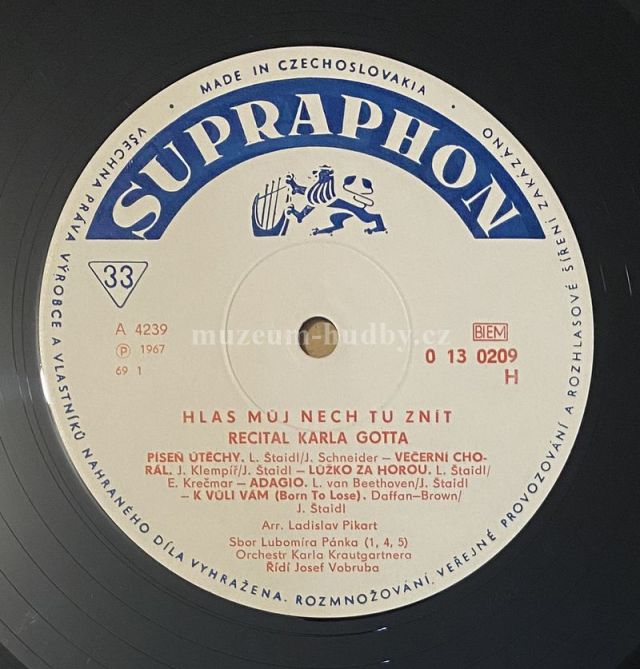 • MADE IN CZECHOSLOVAKIA •
SUPRAPHON
33
A 4239
Ⓟ 1967
69 1
muzeum-hudby.cz
BIEM
0 13 0209
H
HLAS MŮJ NECH TU ZNÍT
RECITAL KARLA GOTTA
PÍSEŇ ÚTĚCHY. L. Štaidl/J. Schneider – VEČERNÍ CHO-
RÁL. J. Klempíř/J. Štaidl – LŮŽKO ZA HOROU. L. Štaidl/
E. Krečmar – ADAGIO. L. van Beethoven/J. Štaidl
– K VŮLI VÁM (Born To Lose). Daffan-Brown/
J. Štaidl
Arr. Ladislav Pikart
Sbor Lubomíra Pánka (1, 4, 5)
Orchestr Karla Krautgartnera
Řídí Josef Vobruba
VŠECHNA PRÁVA VÝROBCE A VLASTNÍKŮ NAHRANÉHO DÍLA VYHRAŽENA. ROZMNOŽOVÁNÍ, VEŘEJNÉ PROVOZOVÁNÍ A ROZHLASOVÉ ŠÍŘENÍ ZAKÁZÁNO